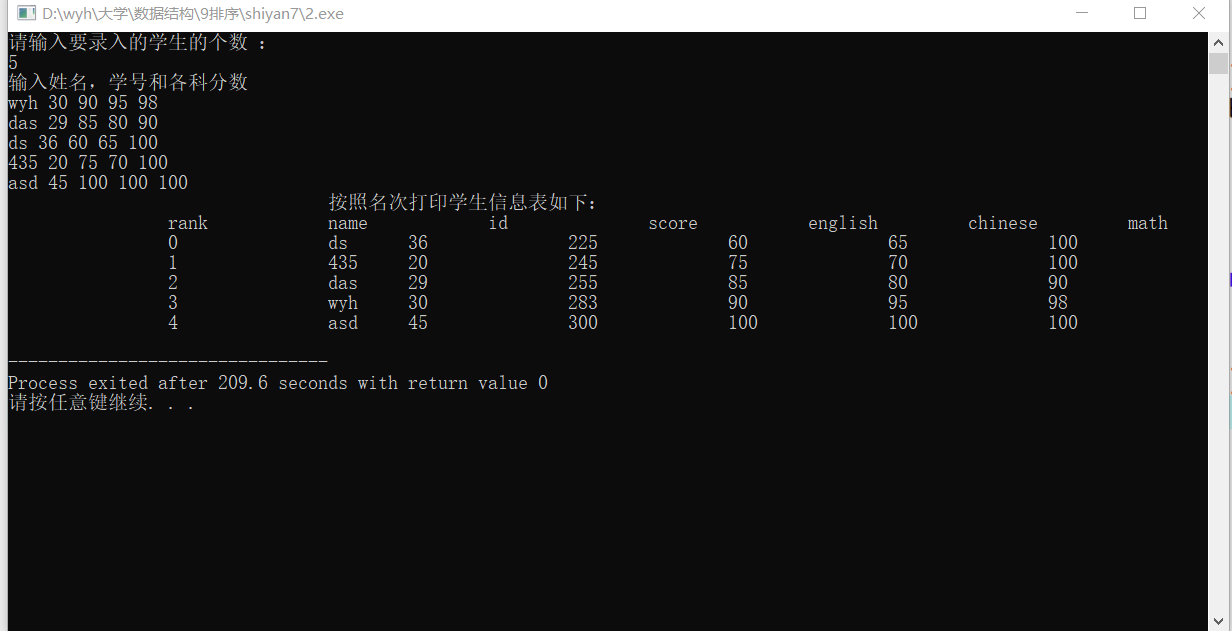 D:\wyh\大学\数据结构\9排序\shiyan7\2.exe
请输入要录入的学生的个数 :
5
输入姓名，学号和各科分数
wyh 30 90 95 98
das 29 85 80 90
ds 36 60 65 100
435 20 75 70 100
asd 45 100 100 100
按照名次打印学生信息表如下:
rank name id score english chinese math
0 ds 36 225 60 65 100
1 435 20 245 75 70 100
2 das 29 255 85 80 90
3 wyh 30 283 90 95 98
4 asd 45 300 100 100 100
--------------------------------
Process exited after 209.6 seconds with return value 0
请按任意键继续. . .